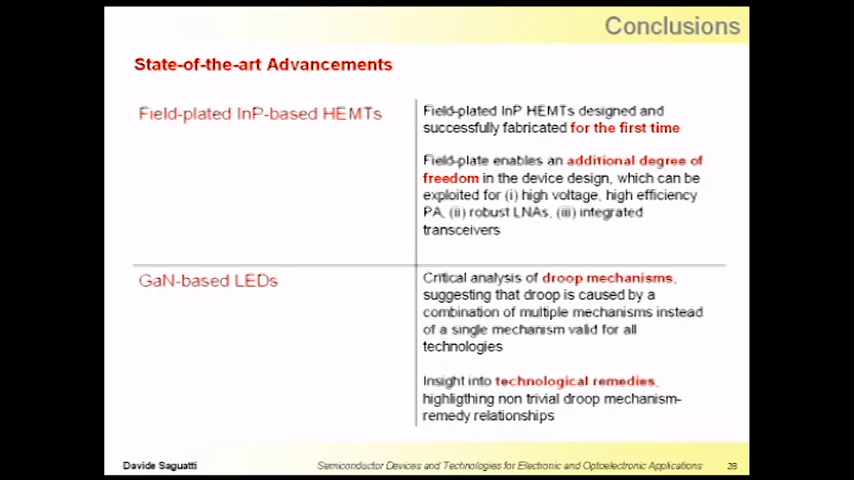 Conclusions
State-of-the-art Advancements
Field-plated InP-based HEMTs
Field-plated InP HEMTs designed and
successfully fabricated for the first time
Field-plate enables an additional degree of
freedom in the device design, which can be
exploited for (i) high voltage, high efficiency
PA, (ii) robust LNAs, (iii) integrated
transceivers
GaN-based LEDs
Critical analysis of droop mechanisms,
suggesting that droop is caused by a
combination of multiple mechanisms instead
of a single mechanism valid for all
technologies
Insight into technological remedies,
highligthing non trivial droop mechanism-
remedy relationships
Davide Saguatti
Semiconductor Devices and Technologies for Electronic and Optoelectronic Applications
28